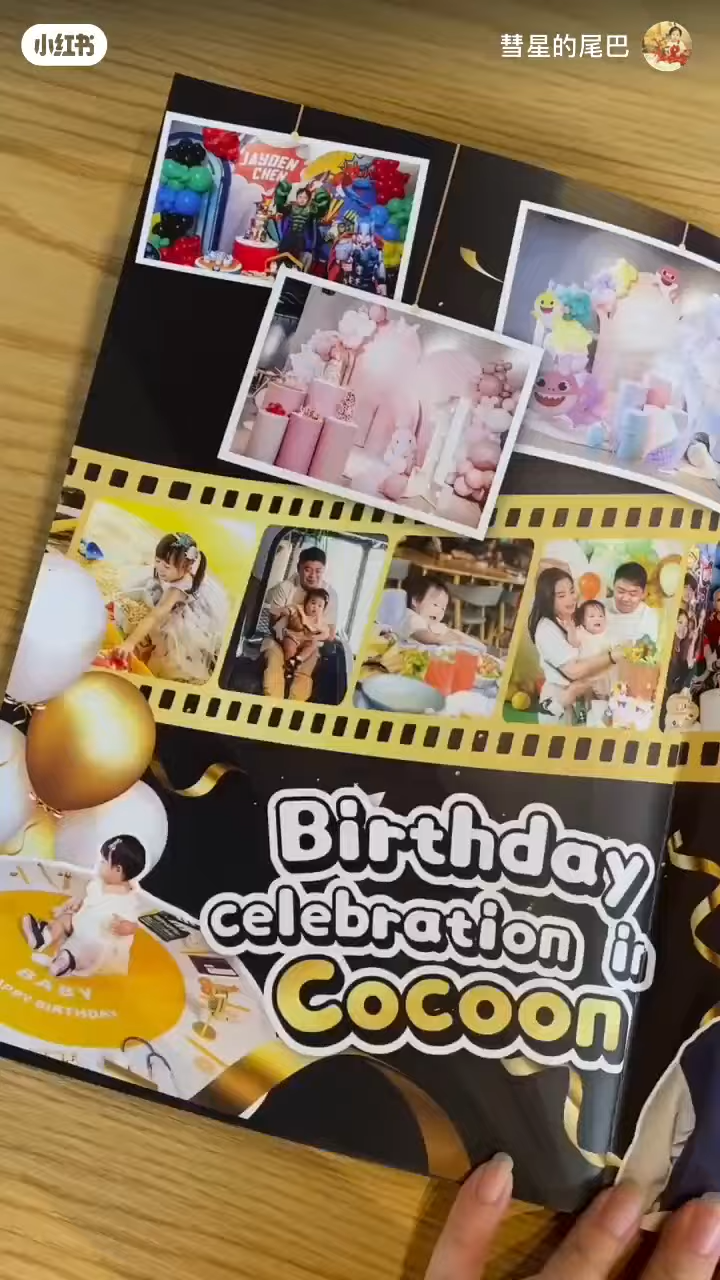 小红书
彗星的尾巴
JAYDEN
CHEN
Birthday
celebration in
Cocoon
BABY
HAPPY BIRTHDAY